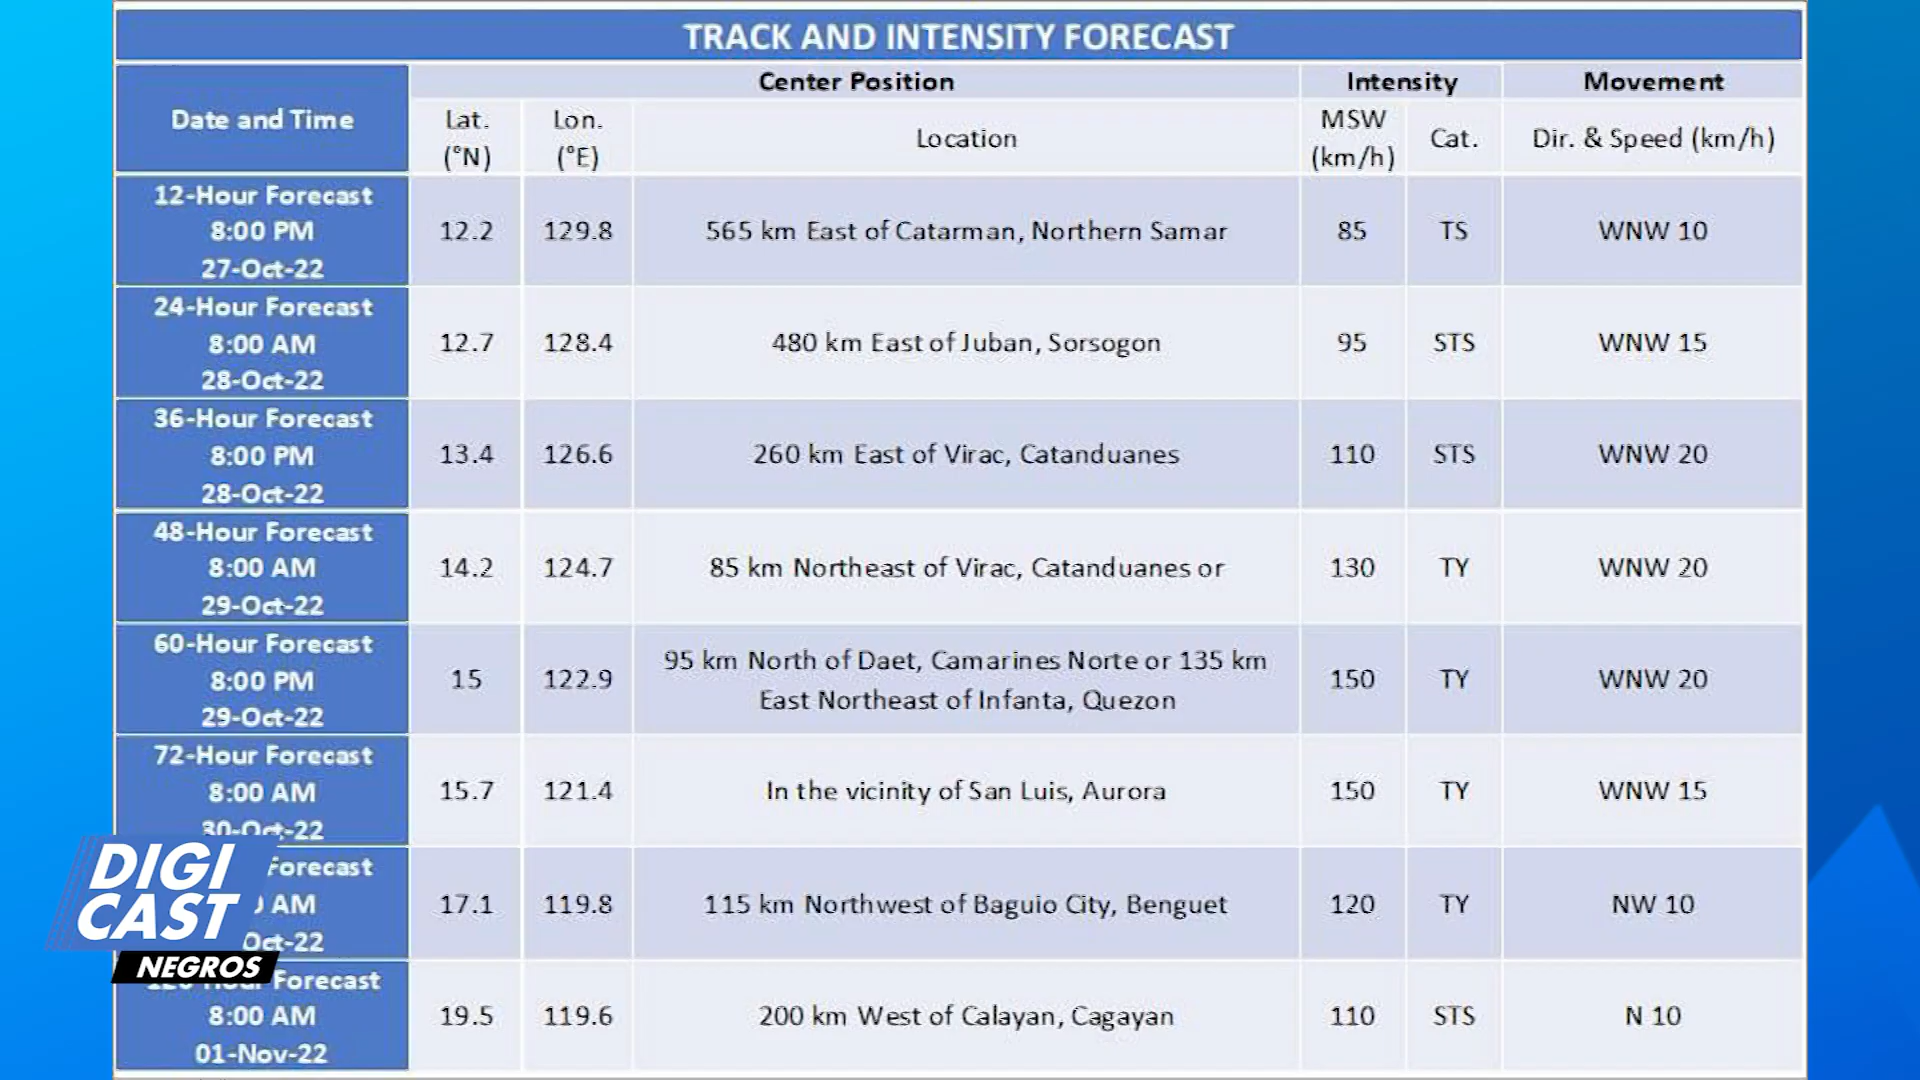 TRACK AND INTENSITY FORECAST
Date and Time
Center Position
Intensity
Movement
Lat.
(°N)
Lon.
(°E)
Location
MSW
(km/h)
Cat.
Dir. & Speed (km/h)
12-Hour Forecast
8:00 PM
27-Oct-22
12.2
129.8
565 km East of Catarman, Northern Samar
85
TS
WNW 10
24-Hour Forecast
8:00 AM
28-Oct-22
12.7
128.4
480 km East of Juban, Sorsogon
95
STS
WNW 15
36-Hour Forecast
8:00 PM
28-Oct-22
13.4
126.6
260 km East of Virac, Catanduanes
110
STS
WNW 20
48-Hour Forecast
8:00 AM
29-Oct-22
14.2
124.7
85 km Northeast of Virac, Catanduanes or
130
TY
WNW 20
60-Hour Forecast
8:00 PM
29-Oct-22
15
122.9
95 km North of Daet, Camarines Norte or 135 km
East Northeast of Infanta, Quezon
150
TY
WNW 20
72-Hour Forecast
8:00 AM
30-Oct-22
15.7
121.4
In the vicinity of San Luis, Aurora
150
TY
WNW 15
Forecast
AM
Oct-22
17.1
119.8
115 km Northwest of Baguio City, Benguet
120
TY
NW 10
Forecast
8:00 AM
01-Nov-22
19.5
119.6
200 km West of Calayan, Cagayan
110
STS
N 10
DIGI
CAST
NEGROS